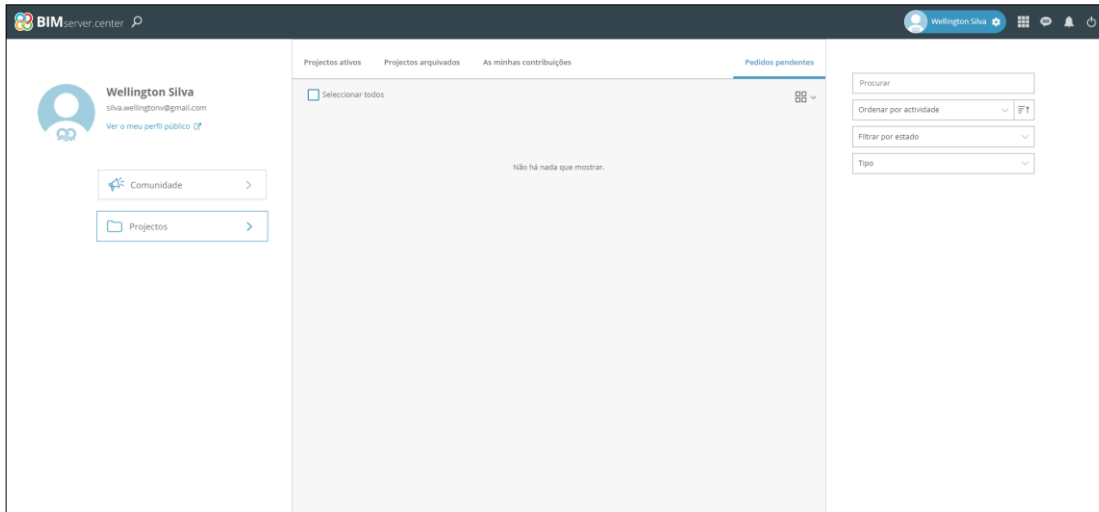 BIMserver.center
Wellington Silva
Wellington Silva
silva.wellingtonv@gmail.com
Ver o meu perfil público
Comunidade
Projectos
Projectos ativos
Projectos arquivados
As minhas contribuições
Pedidos pendentes
Seleccionar todos
Não há nada que mostrar.
Procurar
Ordenar por actividade
Filtrar por estado
Tipo